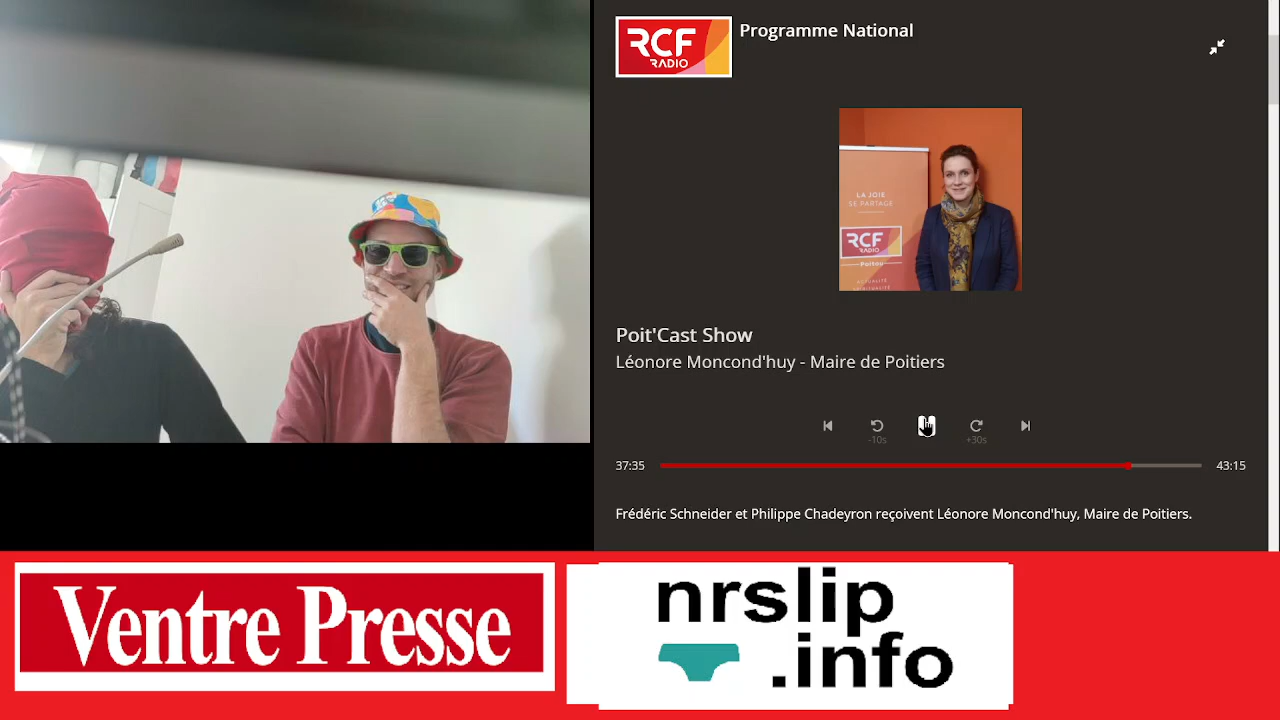 RCF
RADIO
Programme National
LA JOIE
SE PARTAGE
RCF
RADIO
Poitou
Poit'Cast Show
Léonore Moncond'huy - Maire de Poitiers
-10s
+30s
37:35
43:15
Frédéric Schneider et Philippe Chadeyron reçoivent Léonore Moncond'huy, Maire de Poitiers.
Ventre Presse
nrslip
.info